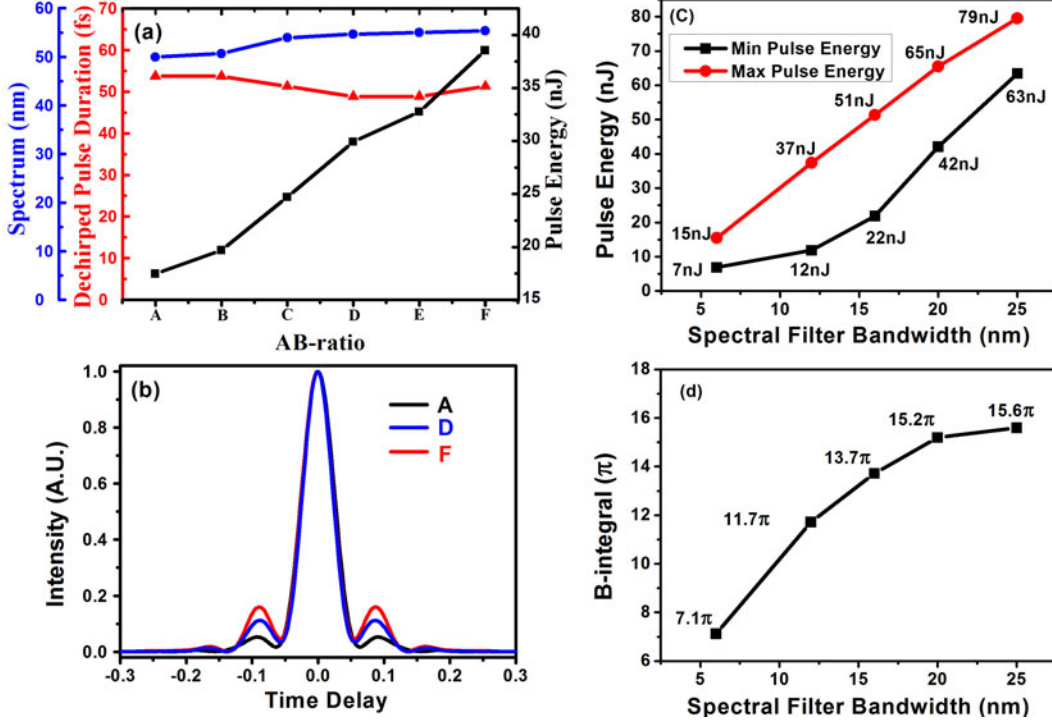 (a)
Spectrum (nm)
60
50
40
30
20
10
0
Dechirped Pulse Duration (fs)
70
60
50
40
30
20
10
0
Pulse Energy (nJ)
40
35
30
25
20
15
A B C D E F
AB-ratio
(C)
Pulse Energy (nJ)
80
70
60
50
40
30
20
10
0
Min Pulse Energy
Max Pulse Energy
79nJ
65nJ
51nJ
37nJ
15nJ
63nJ
42nJ
22nJ
12nJ
7nJ
5 10 15 20 25
Spectral Filter Bandwidth (nm)
(b)
Intensity (A.U.)
1.0
0.8
0.6
0.4
0.2
0.0
A
D
F
-0.3 -0.2 -0.1 0.0 0.1 0.2 0.3
Time Delay
(d)
B-integral (π)
18
16
14
12
10
8
6
15.6π
15.2π
13.7π
11.7π
7.1π
5 10 15 20 25
Spectral Filter Bandwidth (nm)